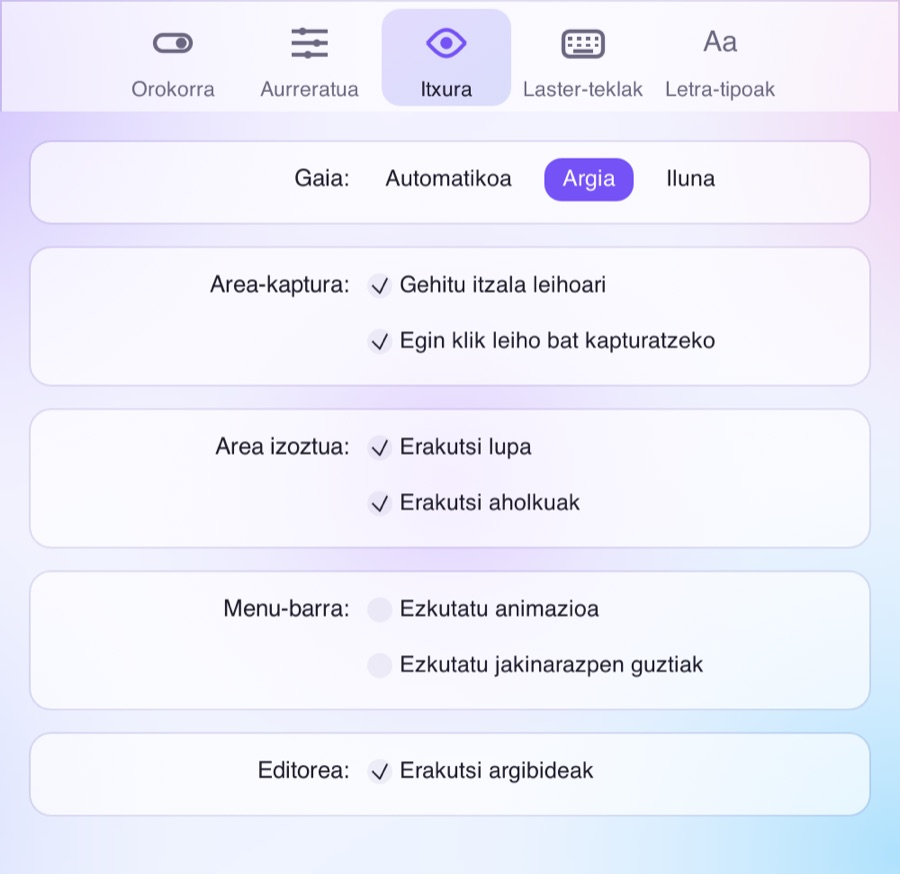 Orokorra
Aurreratua
Itxura
Laster-teklak
Aa
Letra-tipoak
Gaia: Automatikoa Argia Iluna
Area-kaptura: Gehitu itzala leihoari
Egin klik leiho bat kapturatzeko
Area izoztua: Erakutsi lupa
Erakutsi aholkuak
Menu-barra: Ezkutatu animazioa
Ezkutatu jakinarazpen guztiak
Editorea: Erakutsi argibideak